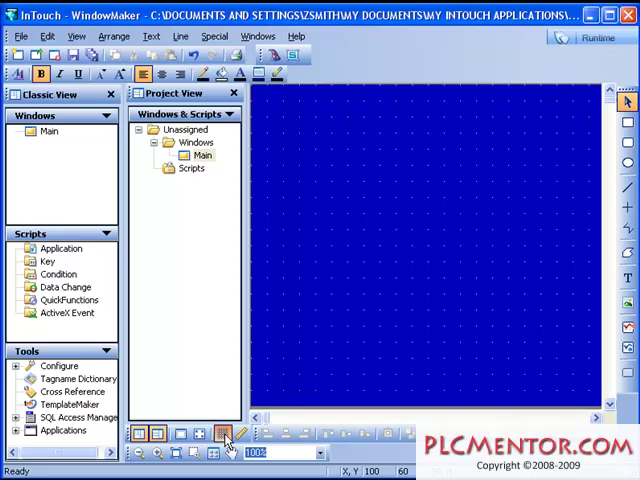 InTouch - WindowMaker - C:\DOCUMENTS AND SETTINGS\ZSMITH\MY DOCUMENTS\MY INTOUCH APPLICATIONS\...
File Edit View Arrange Text Line Special Windows Help
Runtime
Classic View
Project View
Windows
Main
Windows & Scripts
Unassigned
Windows
Main
Scripts
Scripts
Application
Key
Condition
Data Change
QuickFunctions
ActiveX Event
Tools
Configure
Tagname Dictionary
Cross Reference
TemplateMaker
SQL Access Manage
Applications
100%
PLCMENTOR.COM
Copyright ©2008-2009
Ready
X, Y 100 60